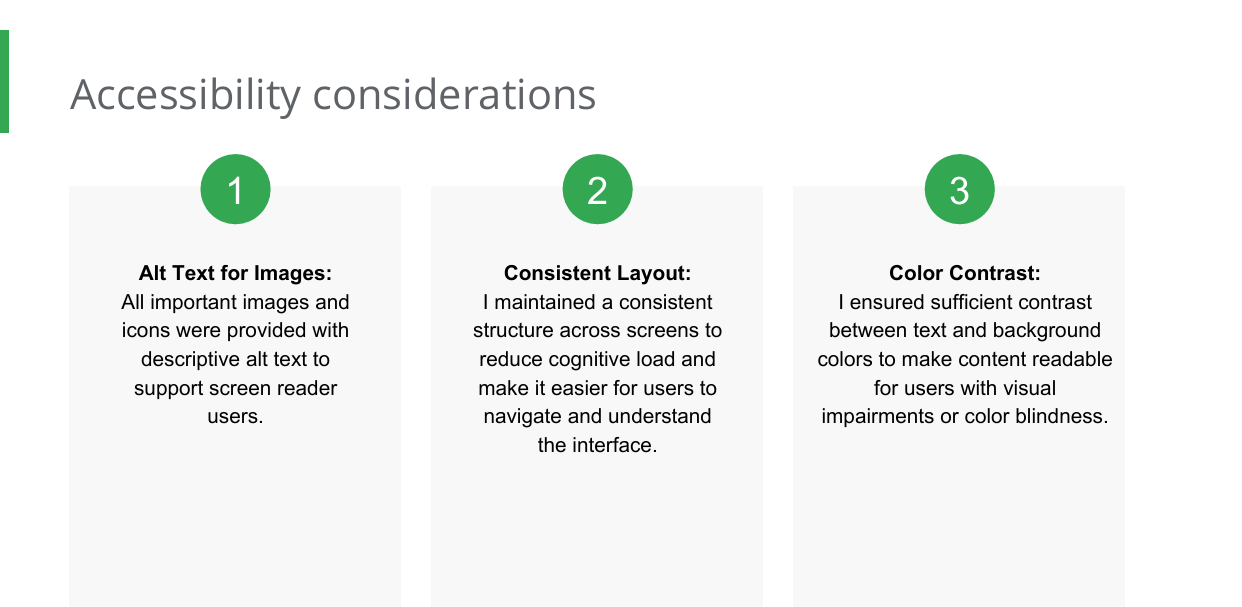 Accessibility considerations
1
Alt Text for Images:
All important images and
icons were provided with
descriptive alt text to
support screen reader
users.
2
Consistent Layout:
I maintained a consistent
structure across screens to
reduce cognitive load and
make it easier for users to
navigate and understand
the interface.
3
Color Contrast:
I ensured sufficient contrast
between text and background
colors to make content readable
for users with visual
impairments or color blindness.